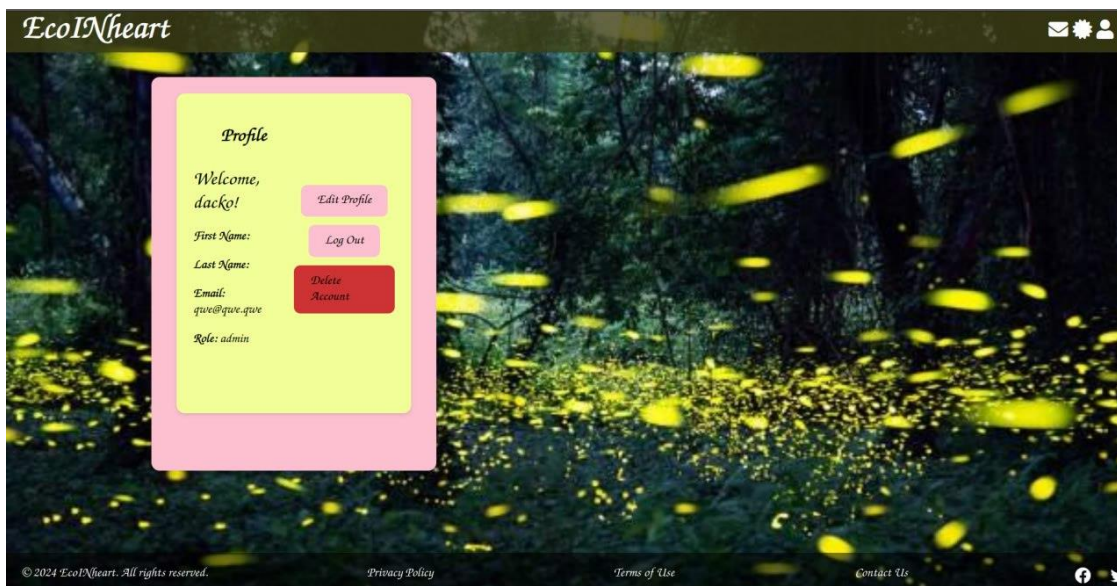 EcoINheart
Profile
Welcome,
dacko!
First Name:
Last Name:
Email:
qwe@qwe.qwe
Role: admin
Edit Profile
Log Out
Delete
Account
© 2024 EcoINheart. All rights reserved.
Privacy Policy
Terms of Use
Contact Us